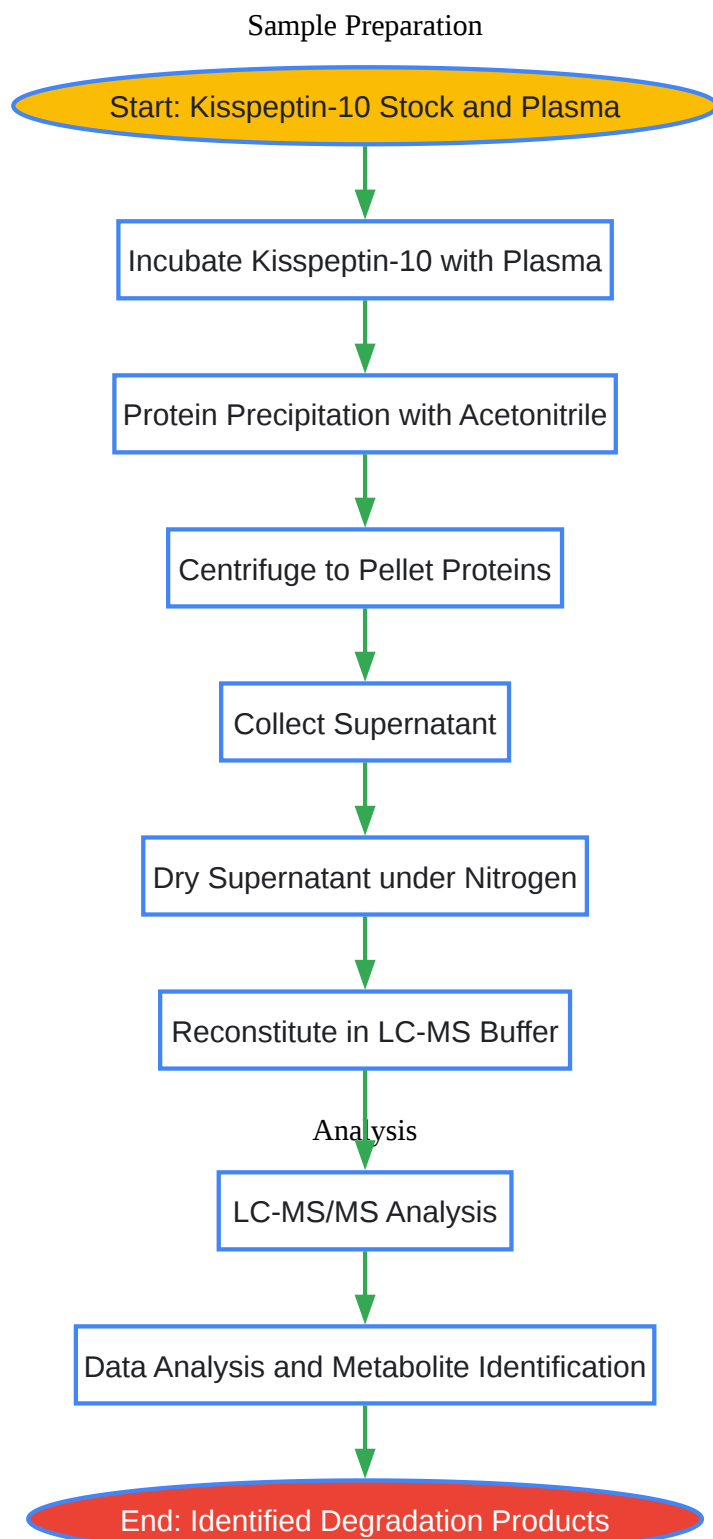 Sample Preparation
Start: Kisspeptin-10 Stock and Plasma
Incubate Kisspeptin-10 with Plasma
Protein Precipitation with Acetonitrile
Centrifuge to Pellet Proteins
Collect Supernatant
Dry Supernatant under Nitrogen
Reconstitute in LC-MS Buffer
Analysis
LC-MS/MS Analysis
Data Analysis and Metabolite Identification
End: Identified Degradation Products